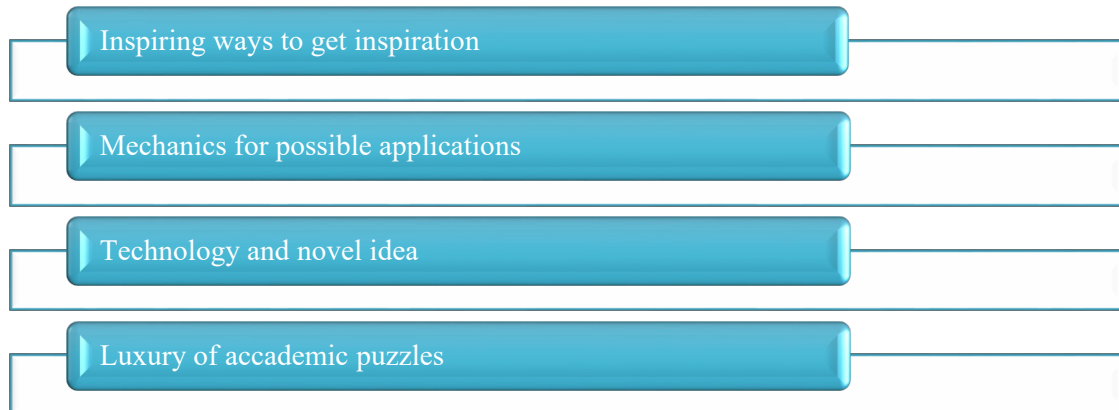 Inspiring ways to get inspiration
Mechanics for possible applications
Technology and novel idea
Luxury of accademic puzzles